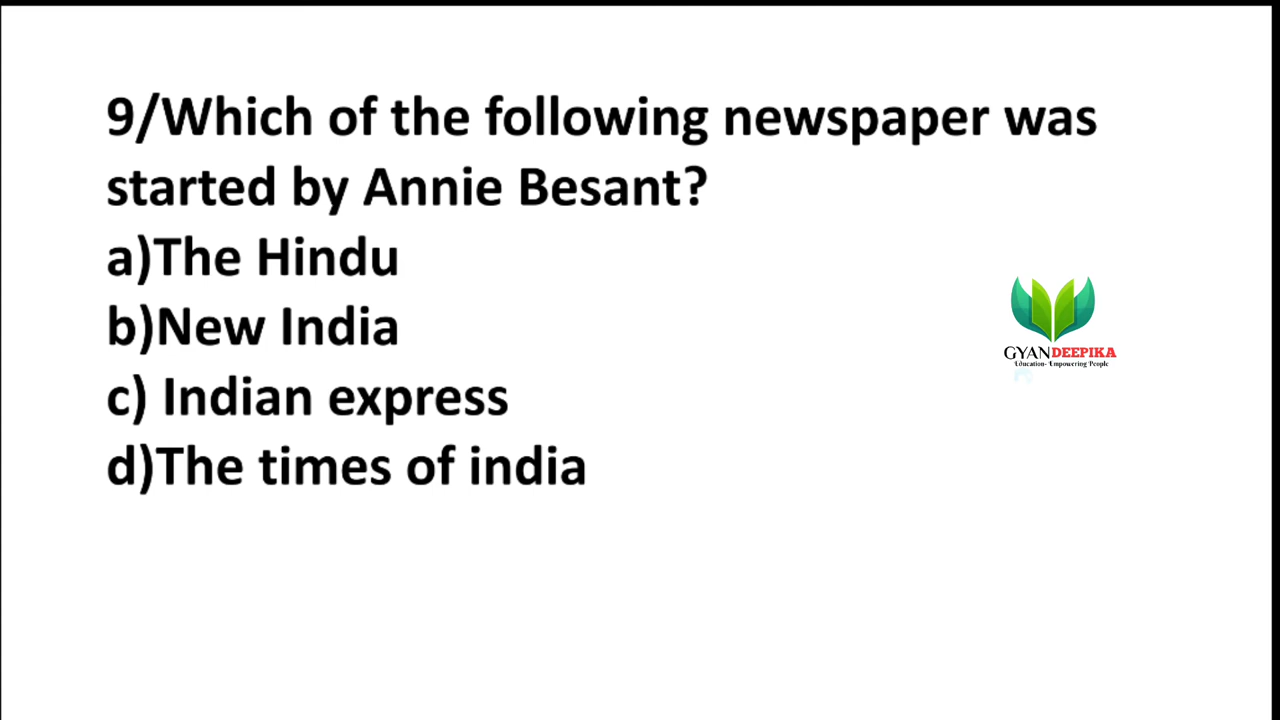 9/Which of the following newspaper was
started by Annie Besant?
a)The Hindu
b)New India
c) Indian express
d)The times of india
GYANDEEPIKA
Education- Empowering People